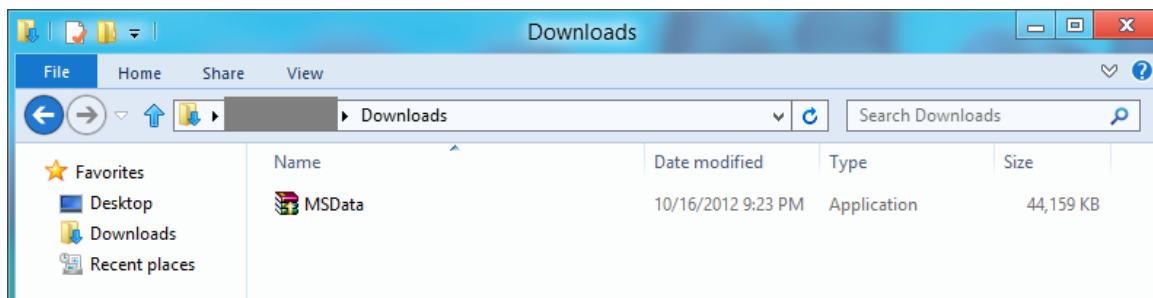 Downloads
File Home Share View
Downloads Search Downloads
Favorites
Desktop
Downloads
Recent places
Name Date modified Type Size
MSData 10/16/2012 9:23 PM Application 44,159 KB